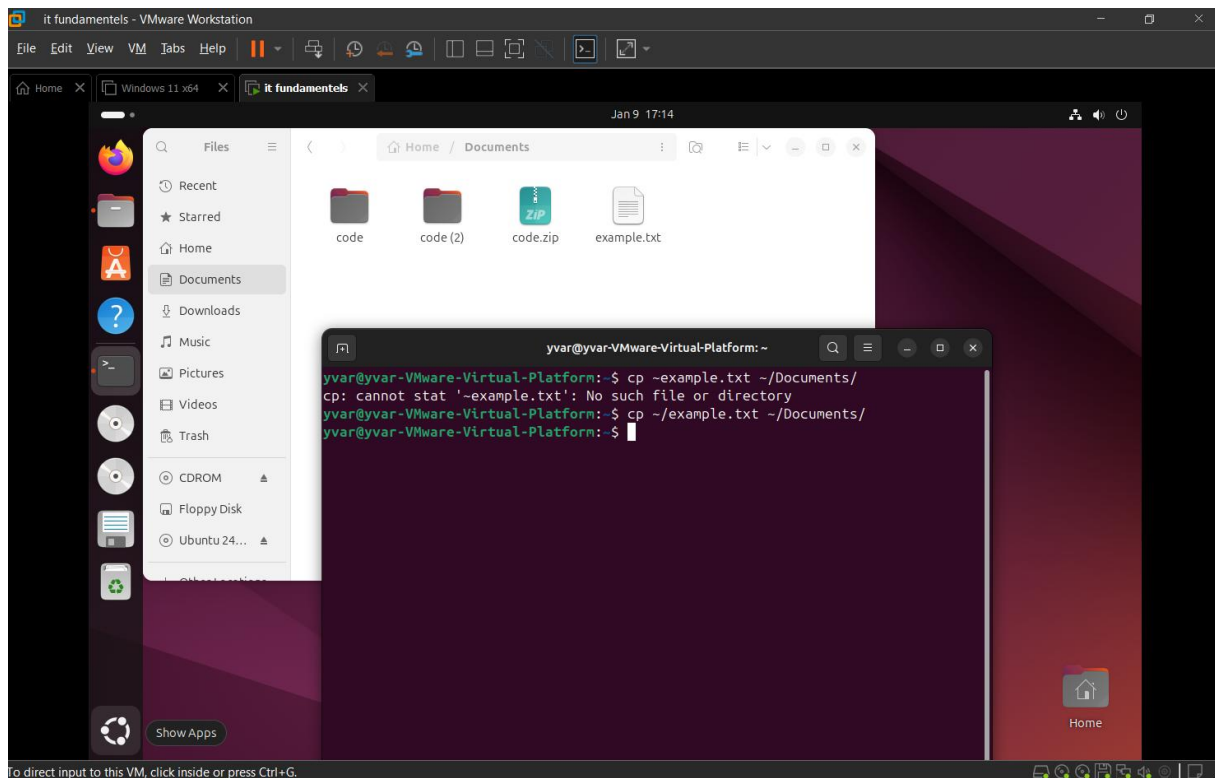 it fundamentels - VMware Workstation
File Edit View VM Tabs Help
Home
Windows 11 x64
it fundamentels
Jan 9 17:14
Files
Home / Documents
Recent
Starred
Home
Documents
Downloads
Music
Pictures
Videos
Trash
CDROM
Floppy Disk
Ubuntu 24...
Other Locations
code
code (2)
ZIP
code.zip
example.txt
yvar@yvar-VMware-Virtual-Platform: ~
yvar@yvar-VMware-Virtual-Platform:~$ cp ~example.txt ~/Documents/
cp: cannot stat '~example.txt': No such file or directory
yvar@yvar-VMware-Virtual-Platform:~$ cp ~/example.txt ~/Documents/
yvar@yvar-VMware-Virtual-Platform:~$
Home
Show Apps
To direct input to this VM, click inside or press Ctrl+G.